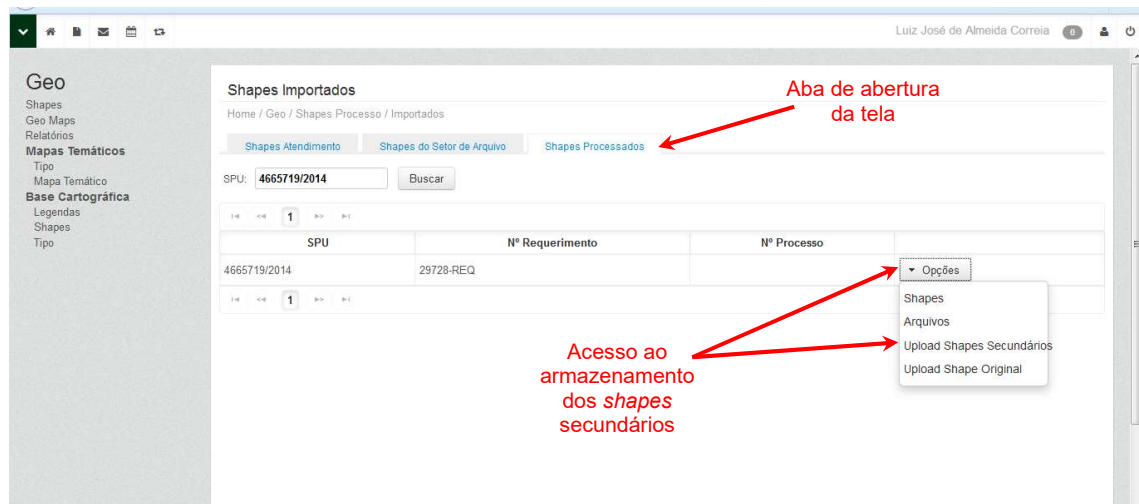 Luiz José de Almeida Correia 0
Geo
Shapes
Geo Maps
Relatórios
Mapas Temáticos
Tipo
Mapa Temático
Base Cartográfica
Legendas
Shapes
Tipo
Shapes Importados
Home / Geo / Shapes Processo / Importados
Shapes Atendimento Shapes do Setor de Arquivo Shapes Processados
SPU: 4665719/2014 Buscar
1
SPU Nº Requerimento Nº Processo
4665719/2014 29728-REQ Opções
1
Shapes
Arquivos
Upload Shapes Secundários
Upload Shape Original
Aba de abertura
da tela
Acesso ao
armazenamento
dos shapes
secundários